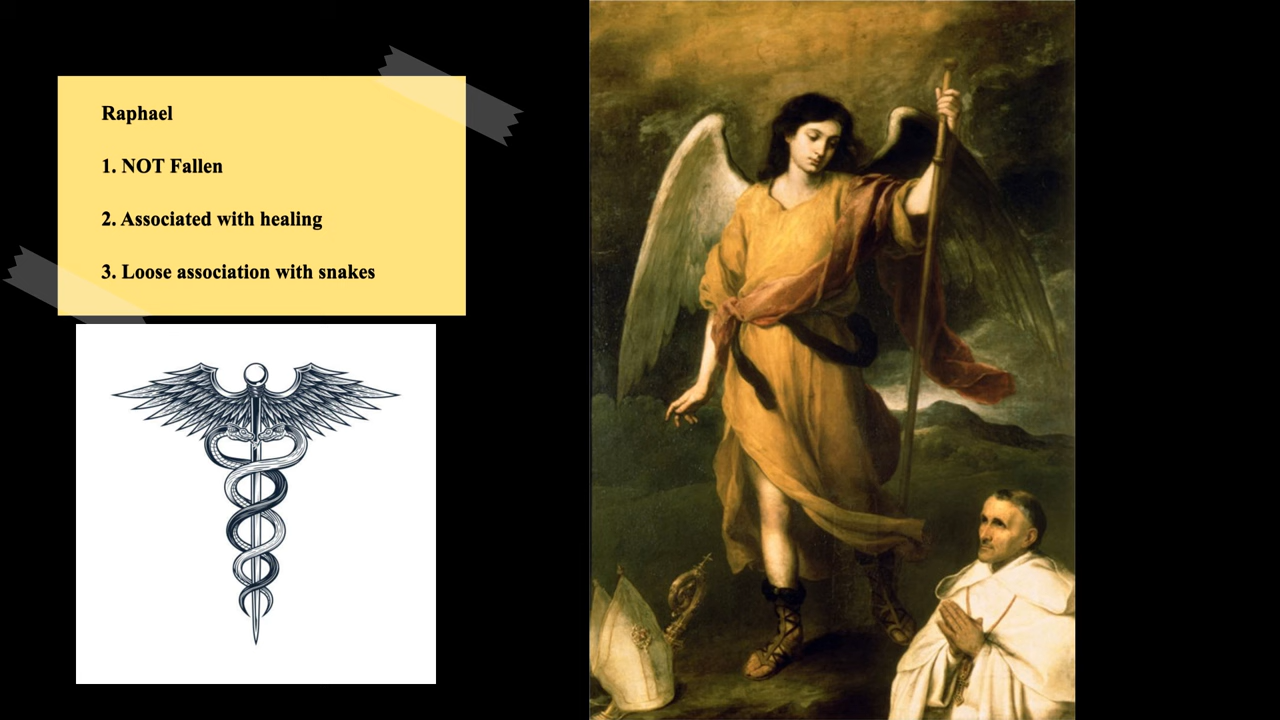 Raphael
1. NOT Fallen
2. Associated with healing
3. Loose association with snakes